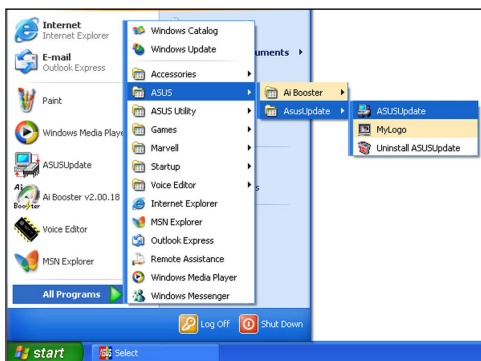 Internet
Internet Explorer
E-mail
Outlook Express
Paint
Windows Media Playe
ASUSUpdate
Ai Booster v2.00.18
Voice Editor
MSN Explorer
All Programs
Windows Catalog
Windows Update
Accessories
ASUS
ASUS Utility
Games
Marvell
Startup
Voice Editor
Internet Explorer
MSN Explorer
Outlook Express
Remote Assistance
Windows Media Player
Windows Messenger
uments
s
Ai Booster
AsusUpdate
ASUSUpdate
MyLogo
Uninstall ASUSUpdate
Log Off
Shut Down
start
Select